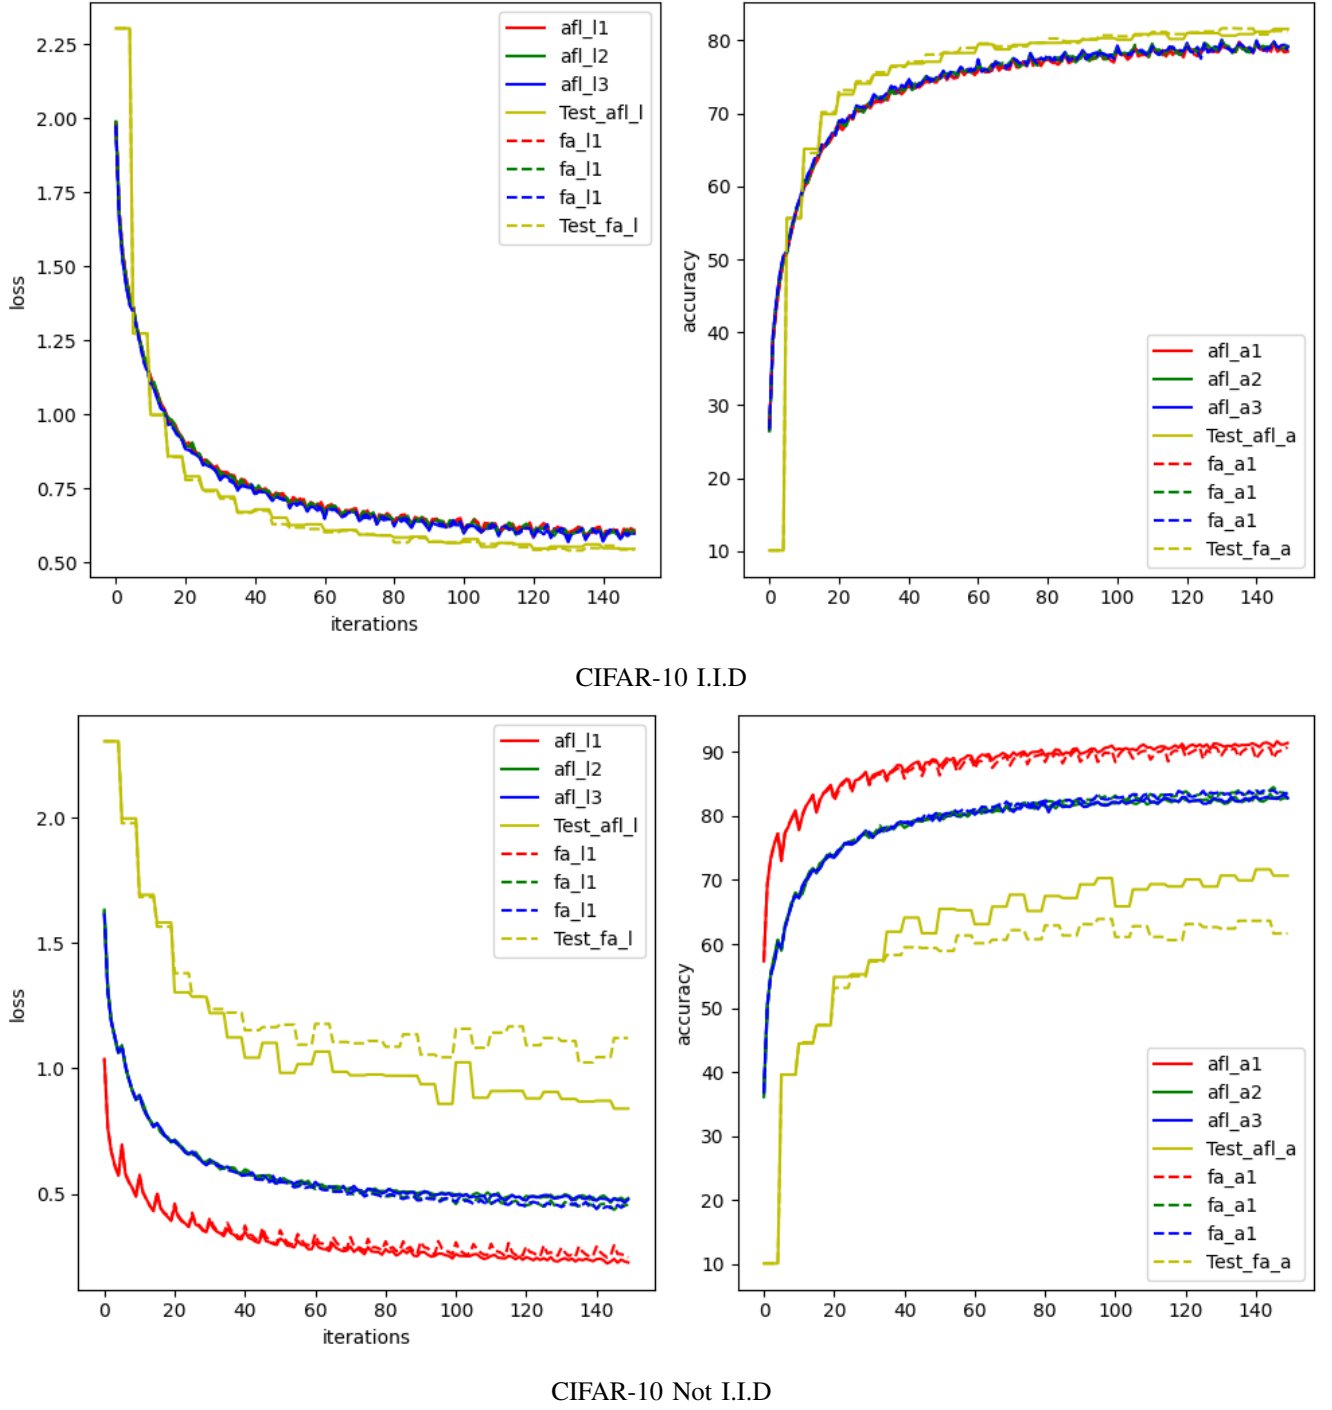 2.25
2.00
1.75
1.50
1.25
1.00
0.75
0.50
loss
0 20 40 60 80 100 120 140
iterations
afl_l1
afl_l2
afl_l3
Test_afl_l
fa_l1
fa_l1
fa_l1
Test_fa_l
80
70
60
50
40
30
20
10
accuracy
0 20 40 60 80 100 120 140
afl_a1
afl_a2
afl_a3
Test_afl_a
fa_a1
fa_a1
fa_a1
Test_fa_a
CIFAR-10 I.I.D
2.0
1.5
1.0
0.5
loss
0 20 40 60 80 100 120 140
iterations
afl_l1
afl_l2
afl_l3
Test_afl_l
fa_l1
fa_l1
fa_l1
Test_fa_l
90
80
70
60
50
40
30
20
10
accuracy
0 20 40 60 80 100 120 140
afl_a1
afl_a2
afl_a3
Test_afl_a
fa_a1
fa_a1
fa_a1
Test_fa_a
CIFAR-10 Not I.I.D